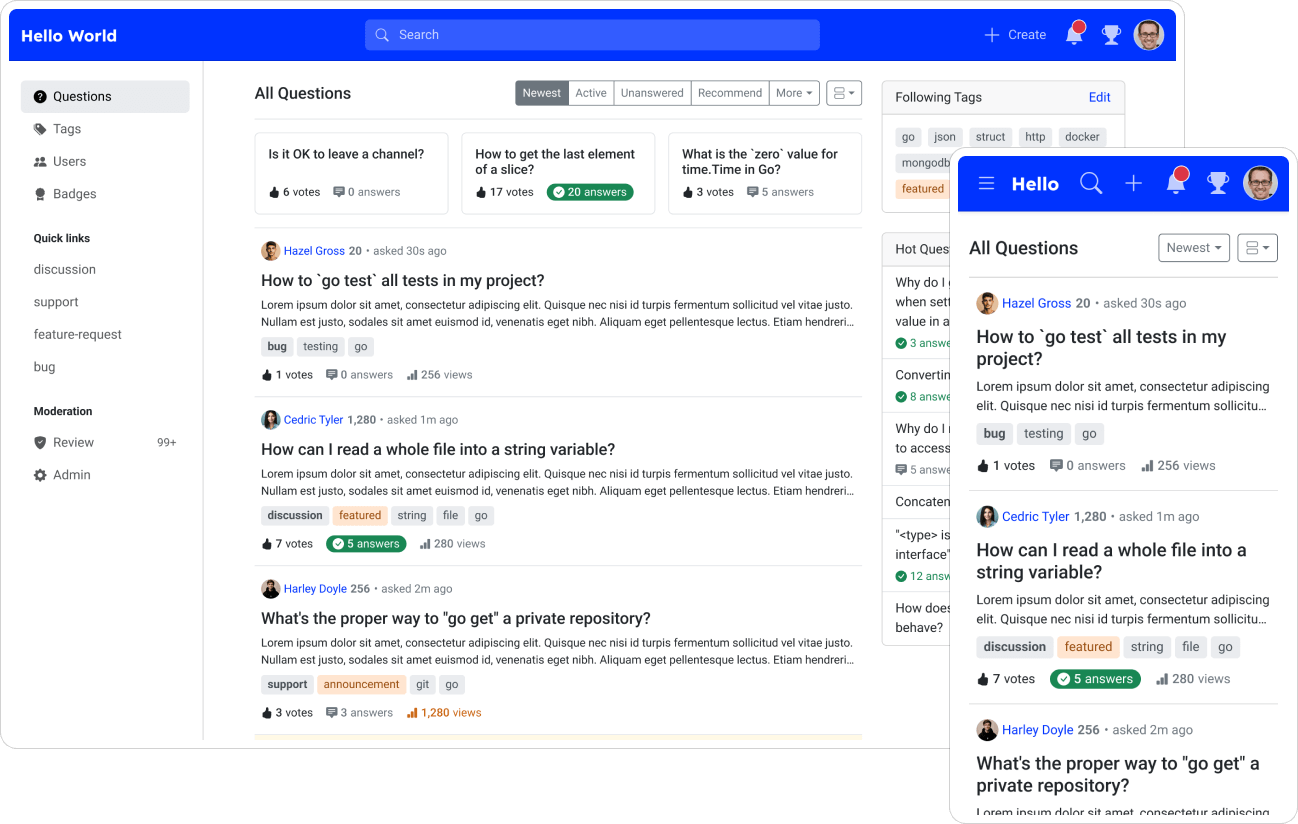 Hello World
Search
Create
Questions
Tags
Users
Badges
Quick links
discussion
support
feature-request
bug
Moderation
Review 99+
Admin
All Questions
Newest Active Unanswered Recommend More
Is it OK to leave a channel?
6 votes 0 answers
How to get the last element
of a slice?
17 votes 20 answers
What is the `zero` value for
time.Time in Go?
3 votes 5 answers
Hazel Gross 20 • asked 30s ago
How to `go test` all tests in my project?
Lorem ipsum dolor sit amet, consectetur adipiscing elit. Quisque nec nisi id turpis fermentum sollicitud vel vitae justo.
Nullam est justo, sodales sit amet euismod id, venenatis eget nibh. Aliquam eget pellentesque lectus. Etiam hendreri...
bug testing go
1 votes 0 answers 256 views
Cedric Tyler 1,280 • asked 1m ago
How can I read a whole file into a string variable?
Lorem ipsum dolor sit amet, consectetur adipiscing elit. Quisque nec nisi id turpis fermentum sollicitud vel vitae justo.
Nullam est justo, sodales sit amet euismod id, venenatis eget nibh. Aliquam eget pellentesque lectus. Etiam hendreri...
discussion featured string file go
7 votes 5 answers 280 views
Harley Doyle 256 • asked 2m ago
What's the proper way to "go get" a private repository?
Lorem ipsum dolor sit amet, consectetur adipiscing elit. Quisque nec nisi id turpis fermentum sollicitud vel vitae justo.
Nullam est justo, sodales sit amet euismod id, venenatis eget nibh. Aliquam eget pellentesque lectus. Etiam hendreri...
support announcement git go
3 votes 3 answers 1,280 views
Following Tags Edit
go json struct http docker
mongodb
featured
Hot Ques
Why do I
when sett
value in a
3 answe
Convertin
8 answe
Why do I
to access
5 answe
Concaten
"<type> is
interface"
12 answ
How does
behave?
Hello
All Questions
Newest
Hazel Gross 20 • asked 30s ago
How to `go test` all tests in my
project?
Lorem ipsum dolor sit amet, consectetur adipiscing
elit. Quisque nec nisi id turpis fermentum sollicitu...
bug testing go
1 votes 0 answers 256 views
Cedric Tyler 1,280 • asked 1m ago
How can I read a whole file into a
string variable?
Lorem ipsum dolor sit amet, consectetur adipiscing
elit. Quisque nec nisi id turpis fermentum sollicitu...
discussion featured string file go
7 votes 5 answers 280 views
Harley Doyle 256 • asked 2m ago
What's the proper way to "go get" a
private repository?
Lorem ipsum dolor sit amet, consectetur adipiscing